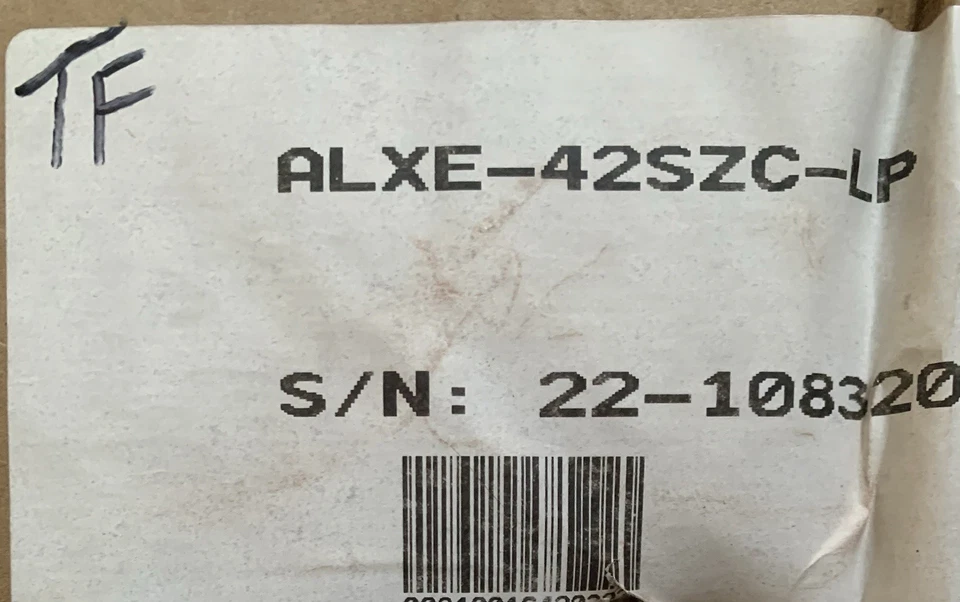 TF
ALXE-42SZC-LP
S/N: 22-108320